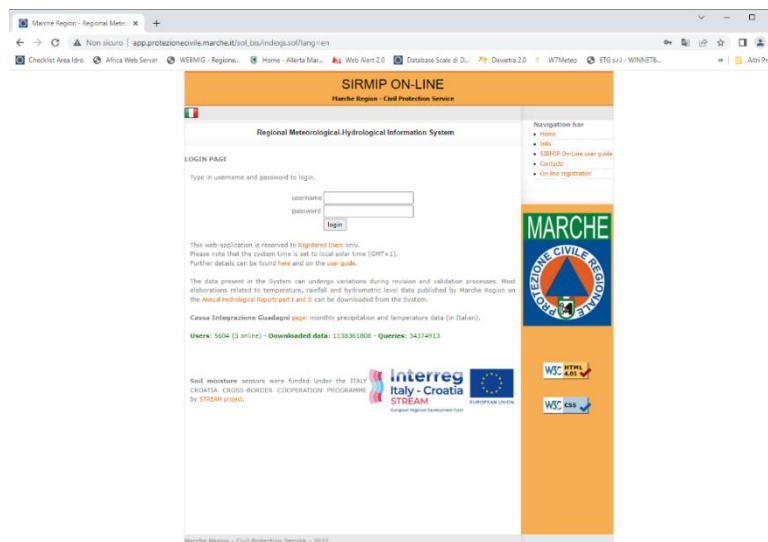 Marche Region - Regional Meteo
Non sicuro | app.protezionecivile.marche.it/sol_bis/indexjs.sol?lang=en
Checklist Area Idro
Africa Web Server
WEBMIG - Regione...
Home - Allerta Mar...
Web Alert 2.0
Database Scale di D...
Dewetra 2.0
W7Meteo
ETG s.r.l - WINNET6...
SIRMIP ON-LINE
Marche Region - Civil Protection Service
Regional Meteorological-Hydrological Information System
LOGIN PAGE
Type in username and password to login.
username
password
login
This web-application is reserved to Registered Users only.
Please note that the system time is set to local solar time (GMT+1).
Further details can be found here and on the user guide.
The data present in the System can undergo variations during revision and validation processes. Most
elaborations related to temperature, rainfall and hydrometric level data published by Marche Region on
the Annual Hydrological Reports part I and II can be downloaded from the System.
Cassa Integrazione Guadagni page: monthly precipitation and temperature data (in Italian).
Users: 5604 (3 online) - Downloaded data: 1138361808 - Queries: 34374913
Soil moisture sensors were funded under the ITALY
CROATIA CROSS-BORDER COOPERATION PROGRAMME
by STREAM project.
Interreg
Italy - Croatia
STREAM
European Regional Development Fund
EUROPEAN UNION
Navigation bar
Home
Info
SIRMIP On-Line user guide
Contacts
On-line registration
MARCHE
PROTEZIONE CIVILE REGIONALE
W3C HTML 4.01
W3C CSS
Marche Region - Civil Protection Service - 2022